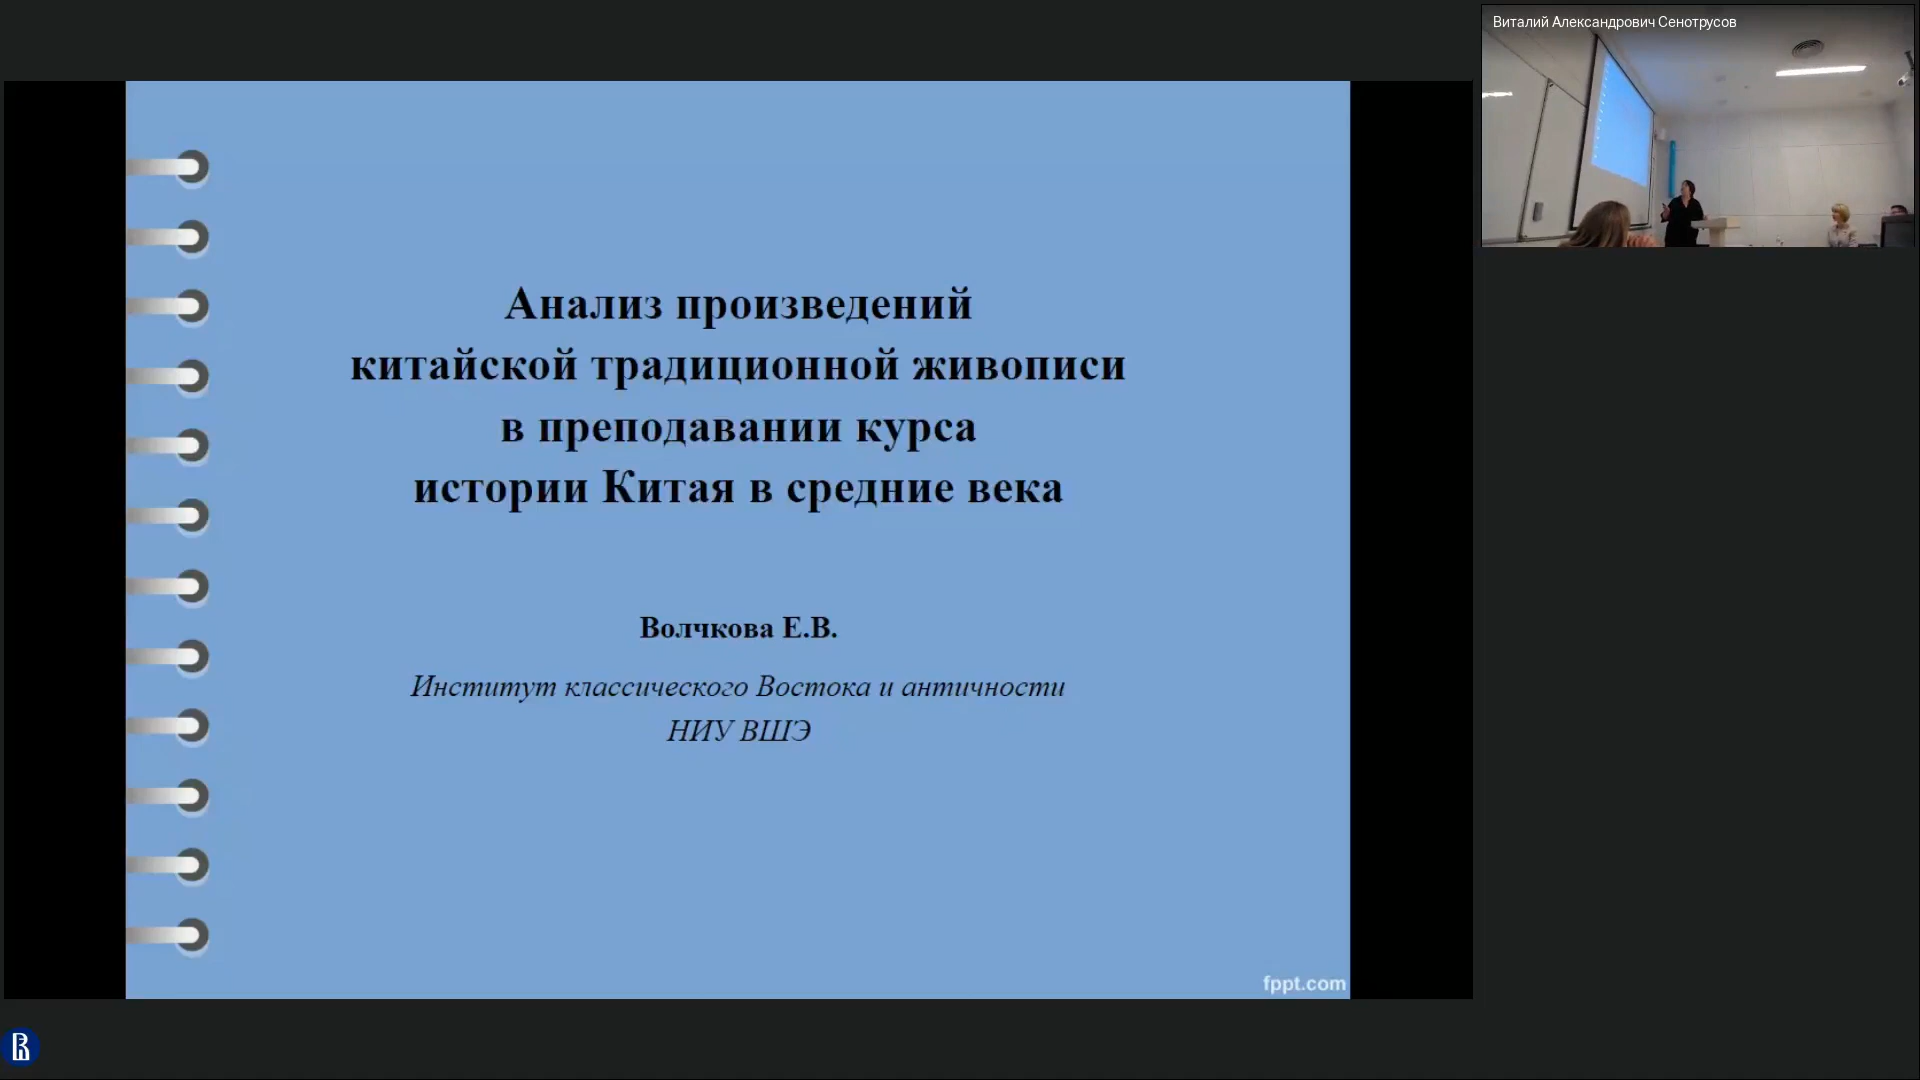 Виталий Александрович Сенотрусов
Анализ произведений
китайской традиционной живописи
в преподавании курса
истории Китая в средние века
Волчкова Е.В.
Институт классического Востока и античности
НИУ ВШЭ
fppt.com